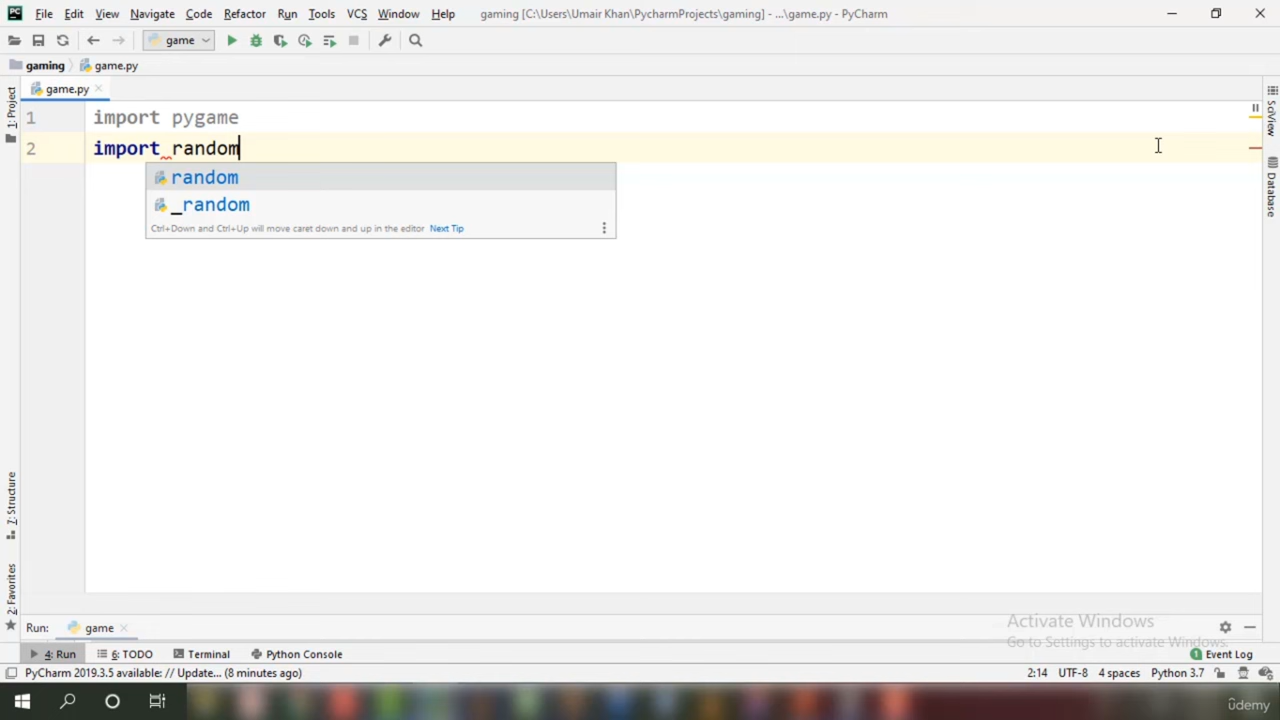 PC File Edit View Navigate Code Refactor Run Tools VCS Window Help gaming [C:\Users\Umair Khan\PycharmProjects\gaming] - ...\game.py - PyCharm
game
gaming game.py
game.py
1 import pygame
2 import random
random
_random
Ctrl+Down and Ctrl+Up will move caret down and up in the editor Next Tip
1: Project
7: Structure
2: Favorites
SciView
Database
Run: game
Activate Windows
Go to Settings to activate Windows.
4: Run 6: TODO Terminal Python Console 1 Event Log
PyCharm 2019.3.5 available: // Update... (8 minutes ago) 2:14 UTF-8 4 spaces Python 3.7
ûdemy